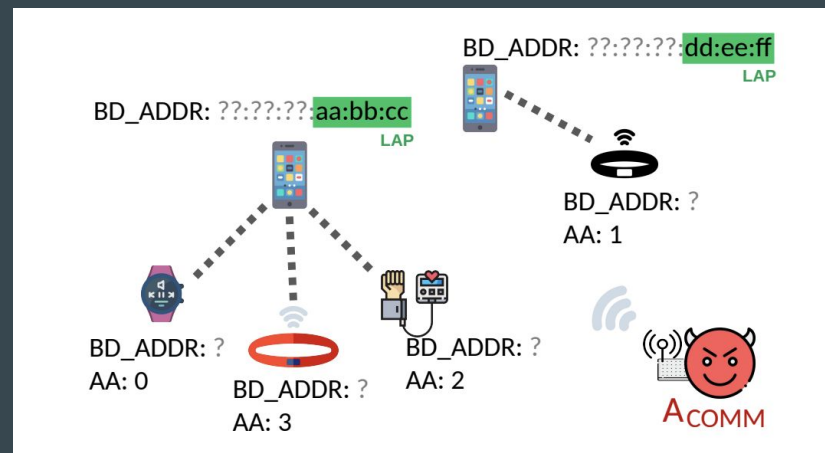 BD_ADDR: ??:??:??:dd:ee:ff
LAP
BD_ADDR: ??:??:??:aa:bb:cc
LAP
BD_ADDR: ?
AA: 1
BD_ADDR: ?
AA: 0
BD_ADDR: ?
AA: 3
BD_ADDR: ?
AA: 2
ACOMM